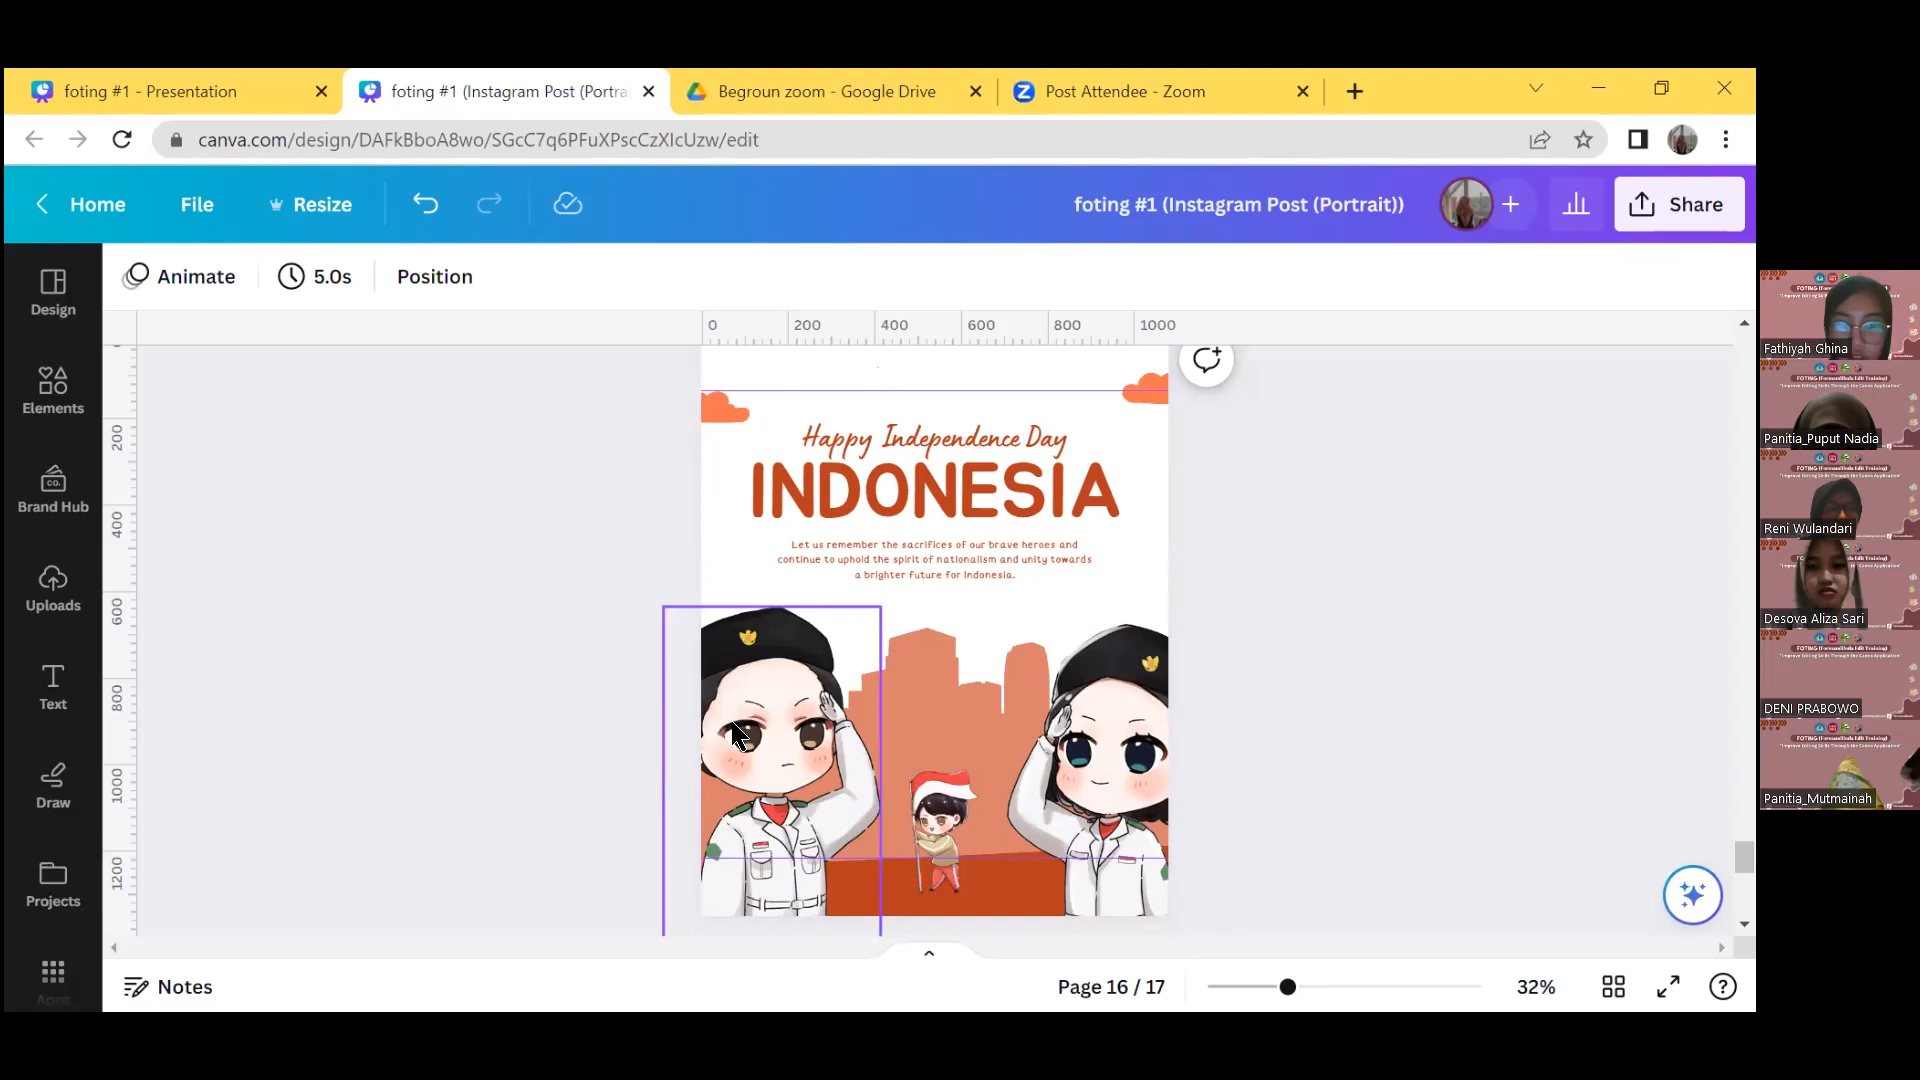 foting #1 - Presentation
foting #1 (Instagram Post (Portra
Begroun zoom - Google Drive
Post Attendee - Zoom
canva.com/design/DAFkBboA8wo/SGcC7q6PFuXPscCzXIcUzw/edit
Home
File
Resize
foting #1 (Instagram Post (Portrait))
Share
Animate
5.0s
Position
Design
Elements
Brand Hub
Uploads
Text
Draw
Projects
Apps
0 200 400 600 800 1000
200
400
600
800
1000
1200
Happy Independence Day
INDONESIA
Let us remember the sacrifices of our brave heroes and
continue to uphold the spirit of nationalism and unity towards
a brighter future for Indonesia.
Notes
Page 16 / 17
32%
Fathiyah Ghina
Panitia_Puput Nadia
Reni Wulandari
Desova Aliza Sari
DENI PRABOWO
Panitia_Mutmainah